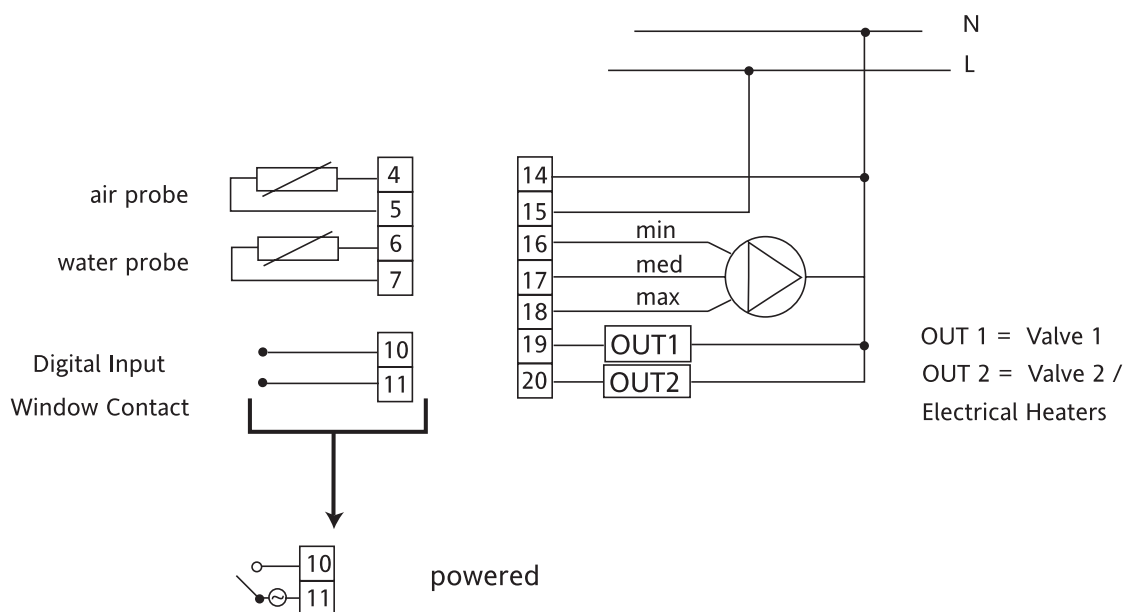 N
L
air probe
4
5
water probe
6
7
Digital Input
Window Contact
10
11
14
15
16
17
18
19
20
min
med
max
OUT1
OUT2
OUT 1 = Valve 1
OUT 2 = Valve 2 /
Electrical Heaters
10
11
~
powered